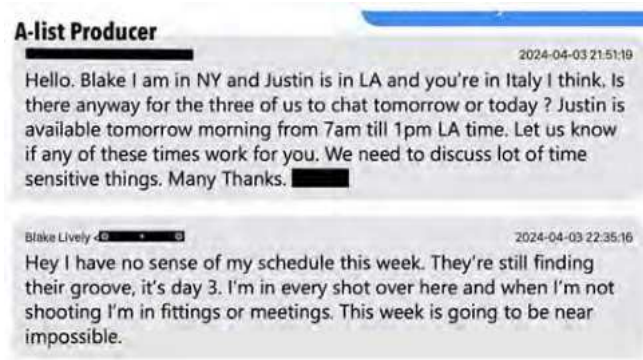 A-list Producer
2024-04-03 21:51:19
Hello. Blake I am in NY and Justin is in LA and you're in Italy I think. Is
there anyway for the three of us to chat tomorrow or today ? Justin is
available tomorrow morning from 7am till 1pm LA time. Let us know
if any of these times work for you. We need to discuss lot of time
sensitive things. Many Thanks.
Blake Lively <
2024-04-03 22:35:16
Hey I have no sense of my schedule this week. They're still finding
their groove, it's day 3. I'm in every shot over here and when I'm not
shooting I'm in fittings or meetings. This week is going to be near
impossible.